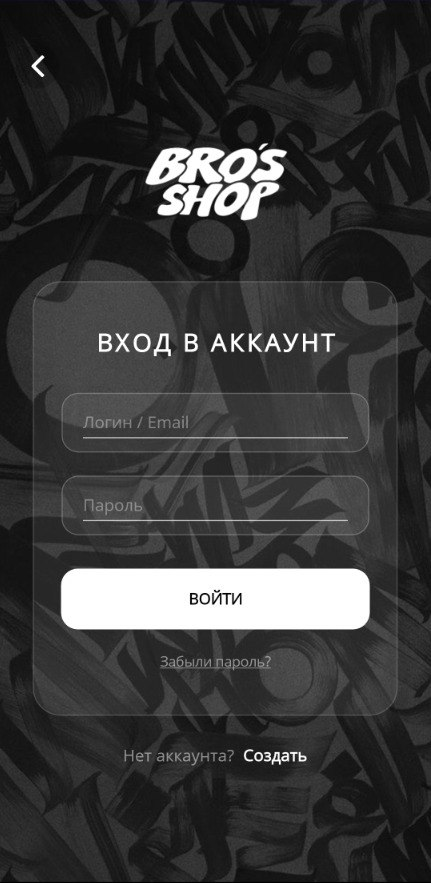 BRO'S
SHOP
ВХОД В АККАУНТ
Логин / Email
Пароль
ВОЙТИ
Забыли пароль?
Нет аккаунта? Создать